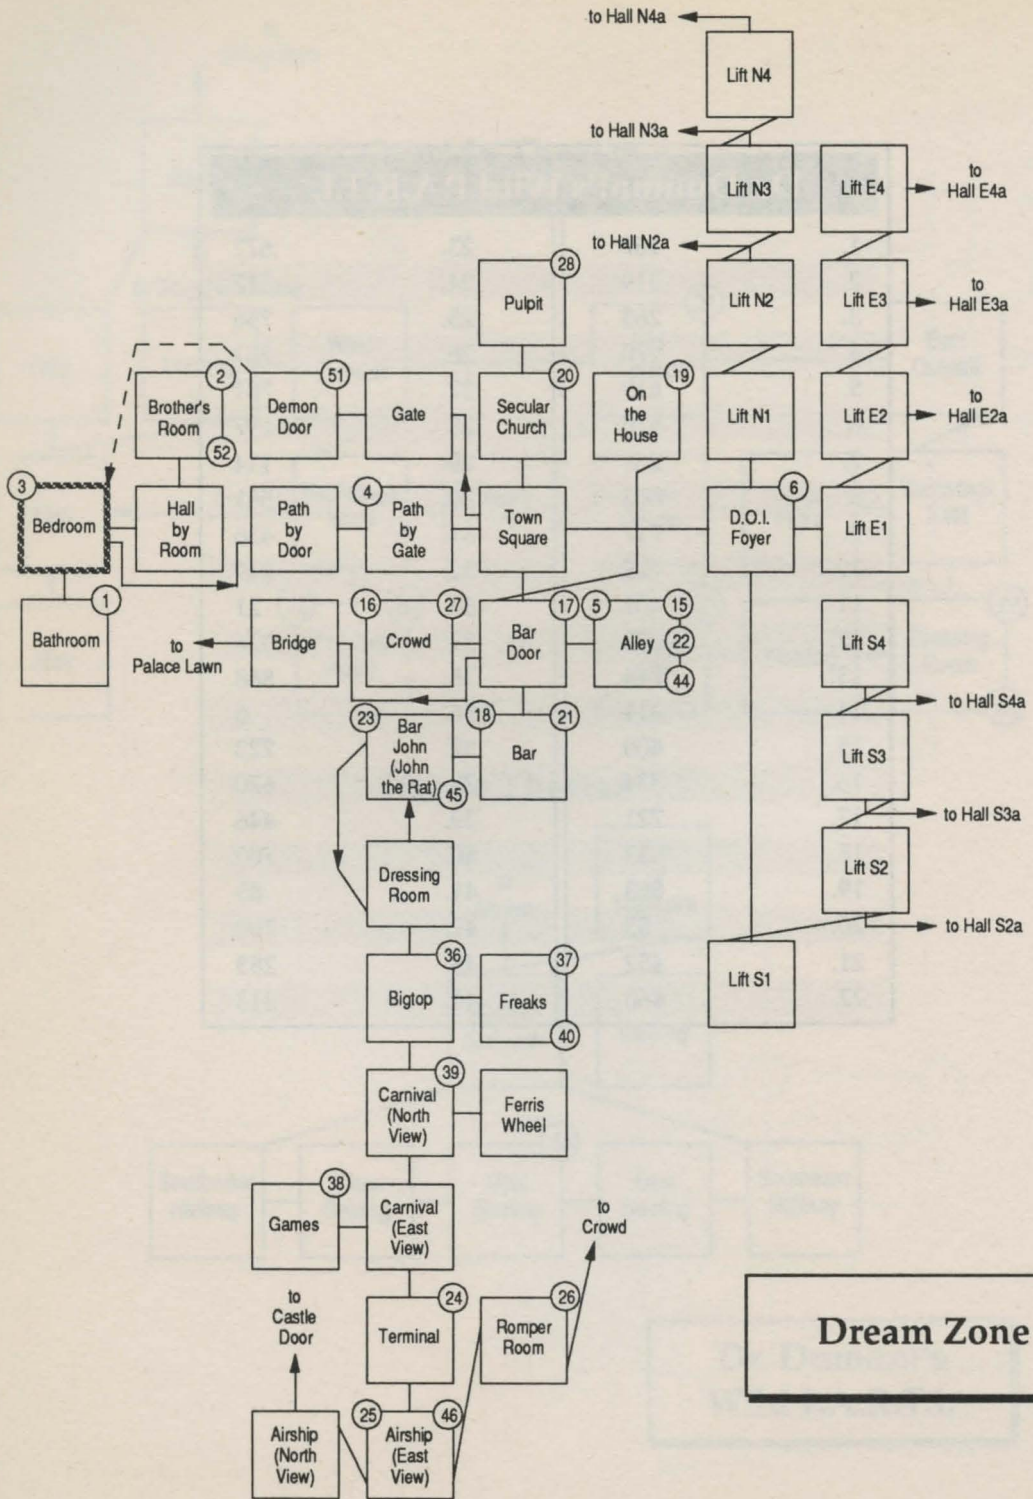 to Hall N4a
Lift N4
to Hall N3a
Lift N3
Lift E4
to
Hall E4a
to Hall N2a
28
Pulpit
Lift N2
Lift E3
to
Hall E3a
2
Brother's
Room
52
51
Demon
Door
Gate
20
Secular
Church
19
On
the
House
Lift N1
Lift E2
to
Hall E2a
3
Bedroom
Hall
by
Room
Path
by
Door
4
Path
by
Gate
Town
Square
6
D.O.I.
Foyer
Lift E1
1
Bathroom
to
Palace Lawn
Bridge
16
27
Crowd
17
Bar
Door
5
15
Alley
22
44
Lift S4
to Hall S4a
23
Bar
John
(John
the Rat)
45
18
21
Bar
Lift S3
to Hall S3a
Dressing
Room
Lift S2
to Hall S2a
36
Bigtop
37
Freaks
40
Lift S1
39
Carnival
(North
View)
Ferris
Wheel
38
Games
Carnival
(East
View)
to
Crowd
to
Castle
Door
24
Terminal
26
Romper
Room
Dream Zone
Airship
(North
View)
25
46
Airship
(East
View)